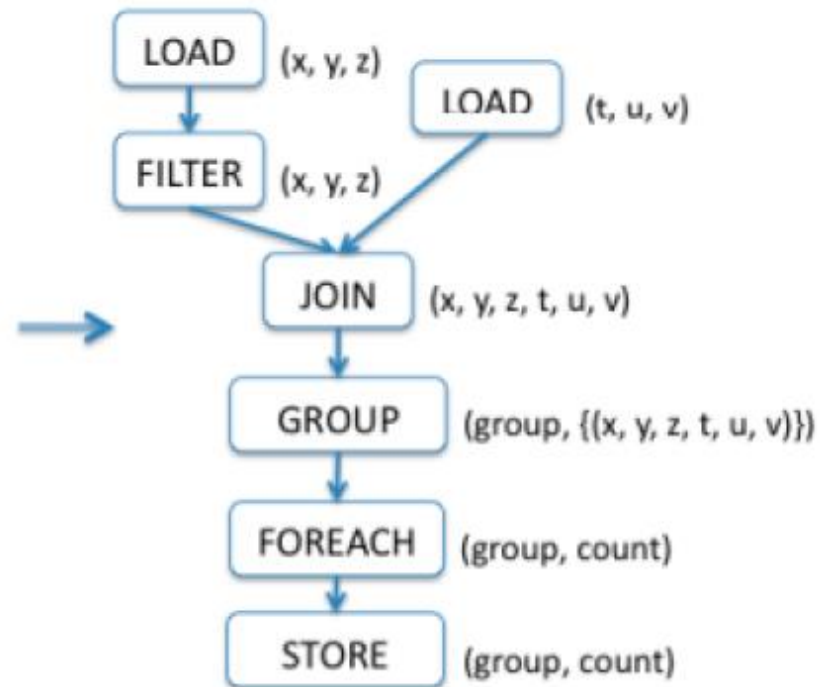 LOAD (x, y, z)
LOAD (t, u, v)
FILTER (x, y, z)
JOIN (x, y, z, t, u, v)
GROUP (group, {(x, y, z, t, u, v)})
FOREACH (group, count)
STORE (group, count)